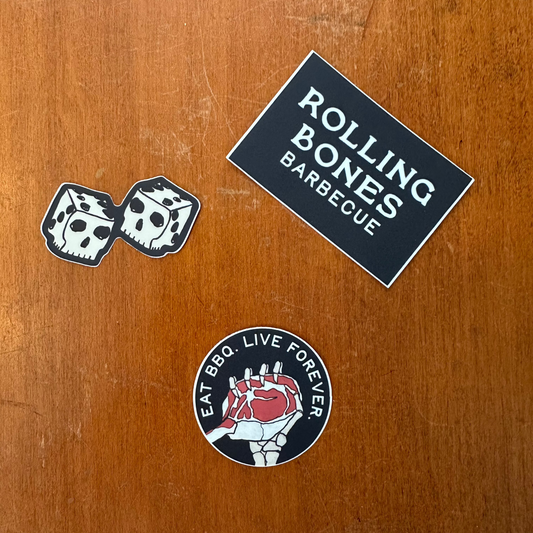 ROLLING
BONES
BARBECUE
EAT BBQ. LIVE FOREVER.